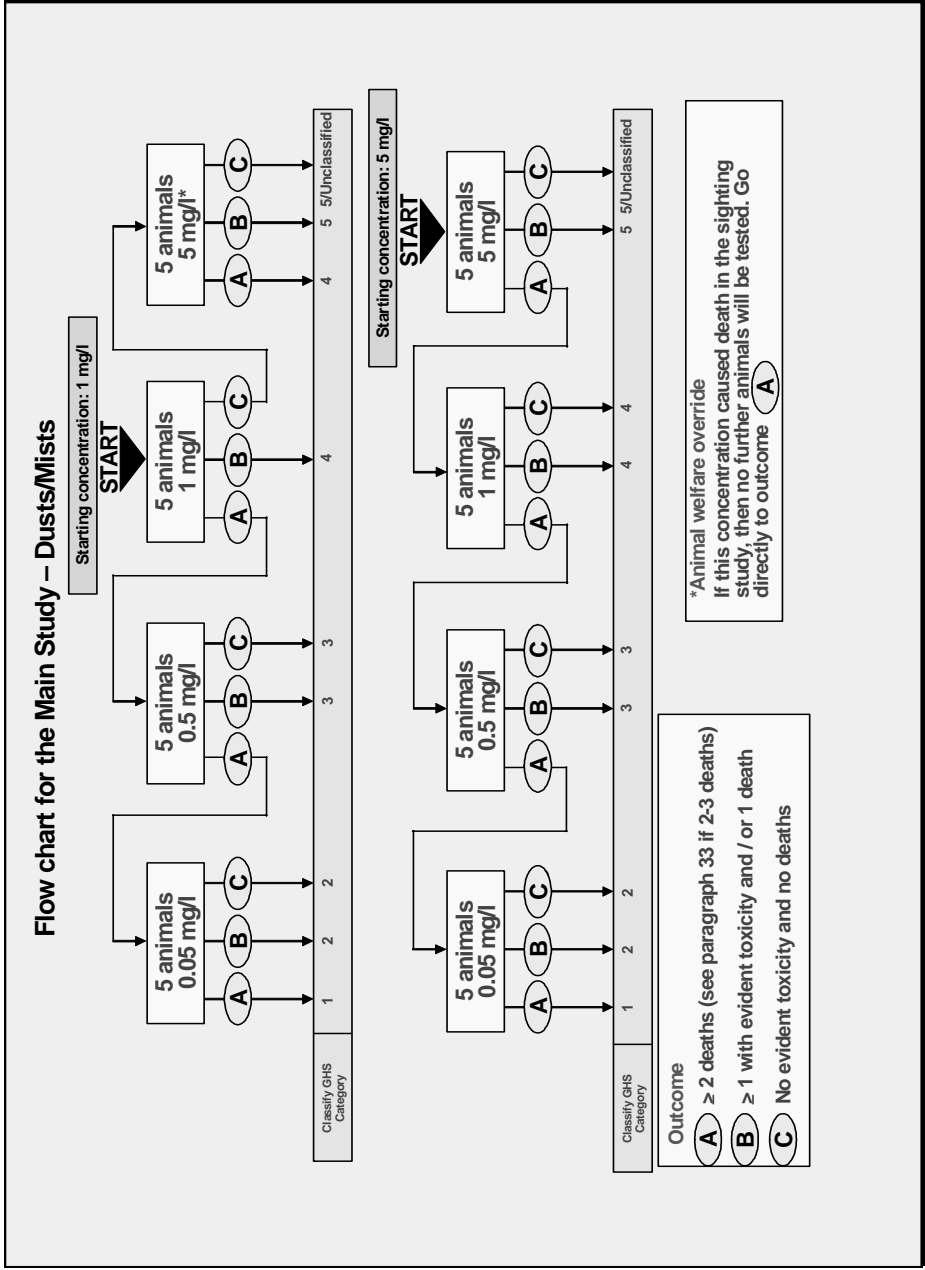 Flow chart for the Main Study – Dusts/Mists
Starting concentration: 1 mg/l
START
5 animals
0.05 mg/l
5 animals
0.5 mg/l
5 animals
1 mg/l
5 animals
5 mg/l*
A B C A B C A B C A B C
Classify GHS
Category
1 2 2 3 3 4 4 5 5/Unclassified
Starting concentration: 5 mg/l
START
5 animals
0.05 mg/l
5 animals
0.5 mg/l
5 animals
1 mg/l
5 animals
5 mg/l
A B C A B C A B C A B C
Classify GHS
Category
1 2 2 3 3 4 4 5 5/Unclassified
Outcome
A ≥ 2 deaths (see paragraph 33 if 2-3 deaths)
B ≥ 1 with evident toxicity and / or 1 death
C No evident toxicity and no deaths
*Animal welfare override
If this concentration caused death in the sighting
study, then no further animals will be tested. Go
directly to outcome A